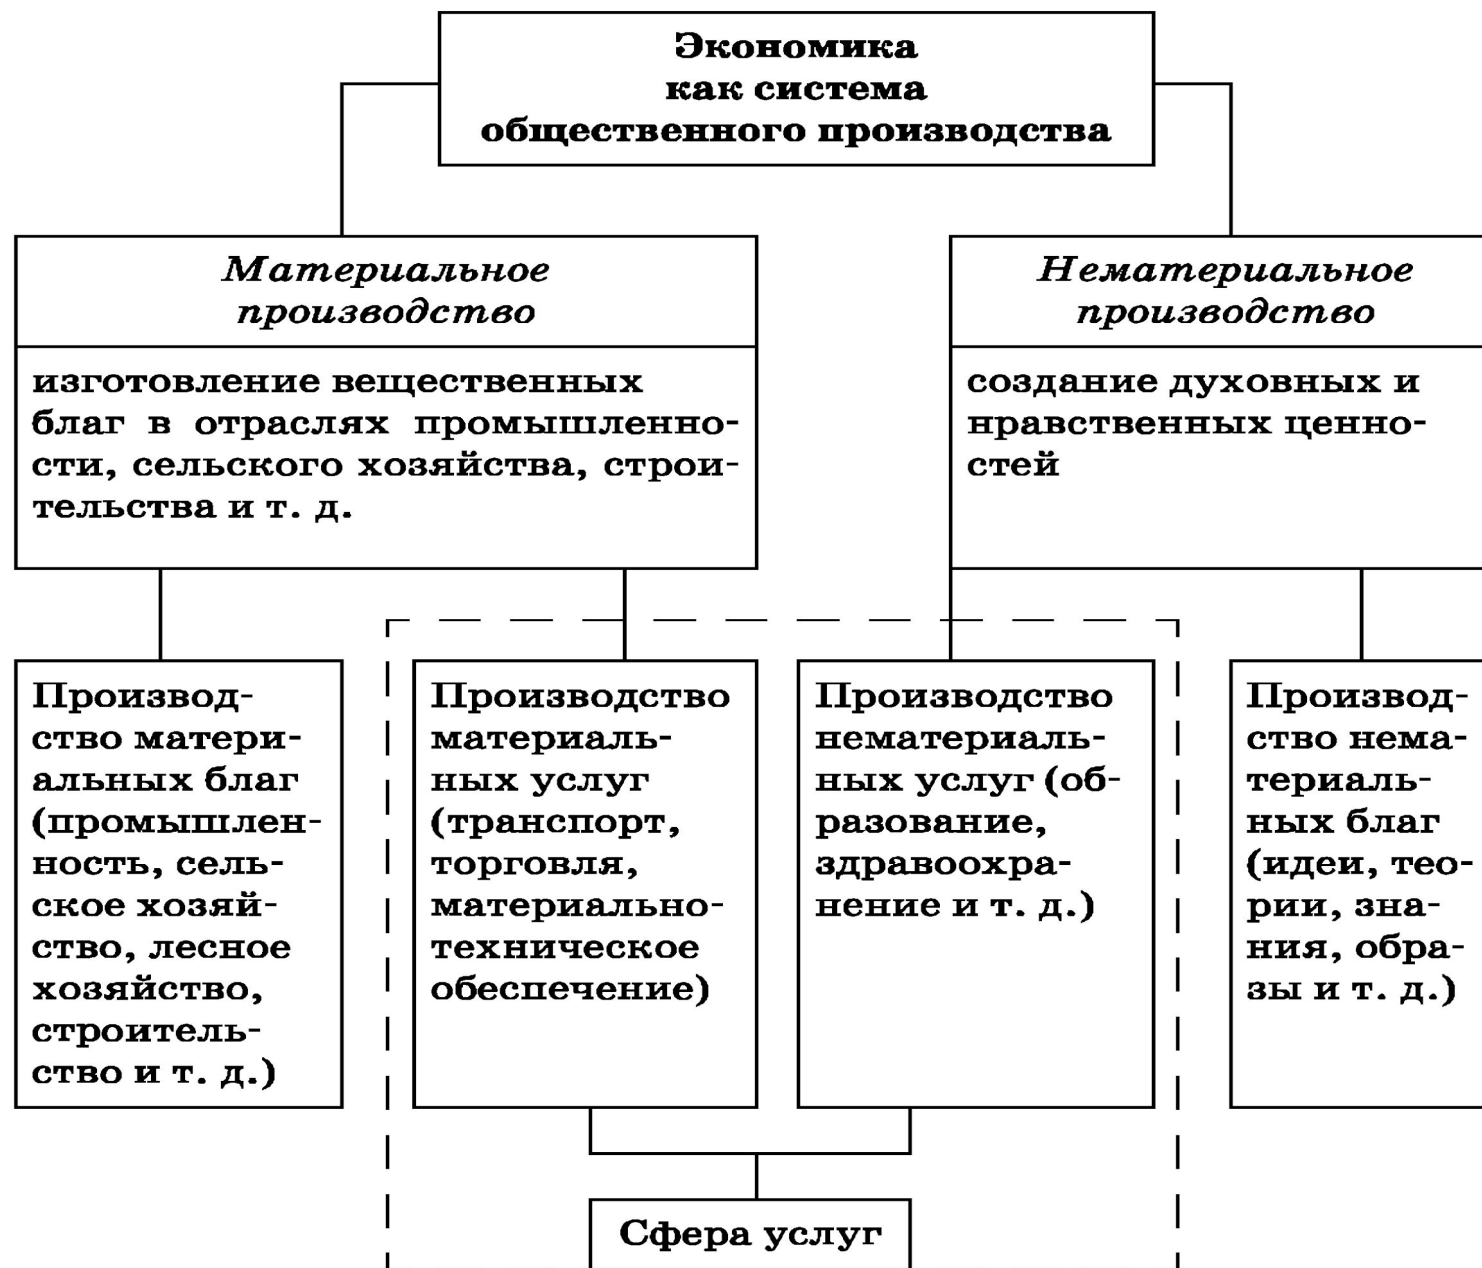 Экономика
как система
общественного производства
Материальное
производство
изготовление вещественных
благ в отраслях промышленно-
сти, сельского хозяйства, строи-
тельства и т. д.
Нематериальное
производство
создание духовных и
нравственных ценно-
стей
Производ-
ство матери-
альных благ
(промышлен-
ность, сель-
ское хозяй-
ство, лесное
хозяйство,
строитель-
ство и т. д.)
Производство
материаль-
ных услуг
(транспорт,
торговля,
материально-
техническое
обеспечение)
Производство
нематериаль-
ных услуг (об-
разование,
здравоохра-
нение и т. д.)
Производ-
ство нема-
териаль-
ных благ
(идеи, тео-
рии, зна-
ния, обра-
зы и т. д.)
Сфера услуг